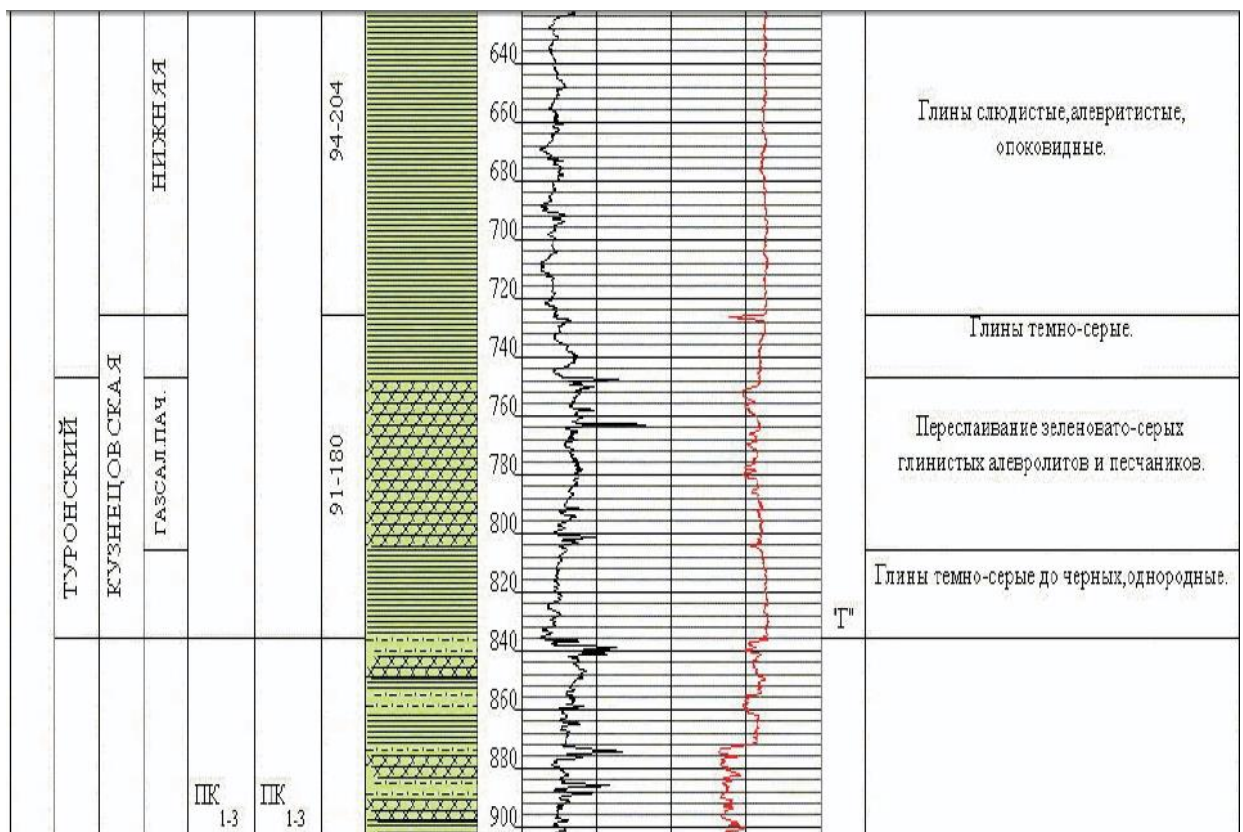 ТУРОНСКИЙ
КУЗНЕЦОВСКАЯ
НИЖНЯЯ
ГАЗСАЛ.ПАЧ.
ПК 1-3
ПК 1-3
94-204
91-180
640
660
680
700
720
740
760
780
800
820
840
860
880
900
"Г"
Глины слюдистые,алевритистые,
опоковидные.
Глины темно-серые.
Переслаивание зеленовато-серых
глинистых алевролитов и песчаников.
Глины темно-серые до черных,однородные.